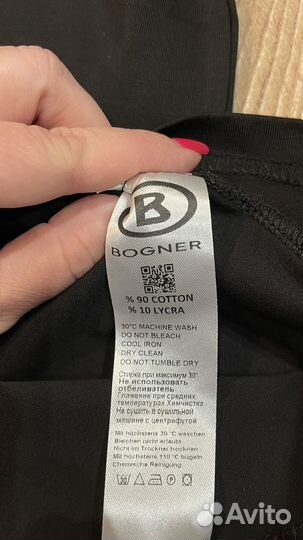 B
BOGNER
% 90 COTTON
% 10 LYCRA
30°C MACHINE WASH
DO NOT BLEACH
COOL IRON
DRY CLEAN
DO NOT TUMBLE DRY
Стирка при максимум 30°
Не использовать
отбеливатель
Глажение при средних
температурах Химчистка
Не сушить в сушильной
машине с центрифугой
Mit höchstens 30 °C waschen
Bleichen nicht erlaubt
Nicht im Trockner trocknen
Mit höchstens 110 °C bügeln
Chemische Reinigung
Avito